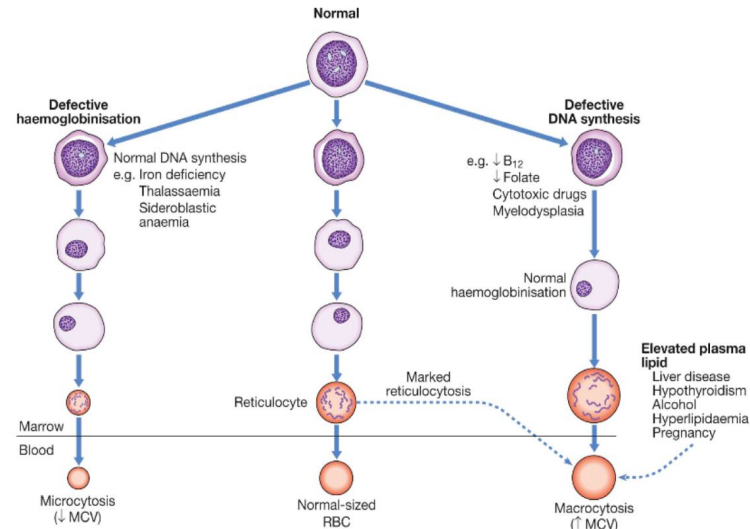 Normal
Defective
haemoglobinisation
Normal DNA synthesis
e.g. Iron deficiency
Thalassaemia
Sideroblastic
anaemia
Defective
DNA synthesis
e.g. ↓ B₁₂
↓ Folate
Cytotoxic drugs
Myelodysplasia
Normal
haemoglobinisation
Elevated plasma
lipid
Liver disease
Hypothyroidism
Alcohol
Hyperlipidaemia
Pregnancy
Marked
reticulocytosis
Reticulocyte
Marrow
Blood
Microcytosis
(↓ MCV)
Normal-sized
RBC
Macrocytosis
(↑ MCV)